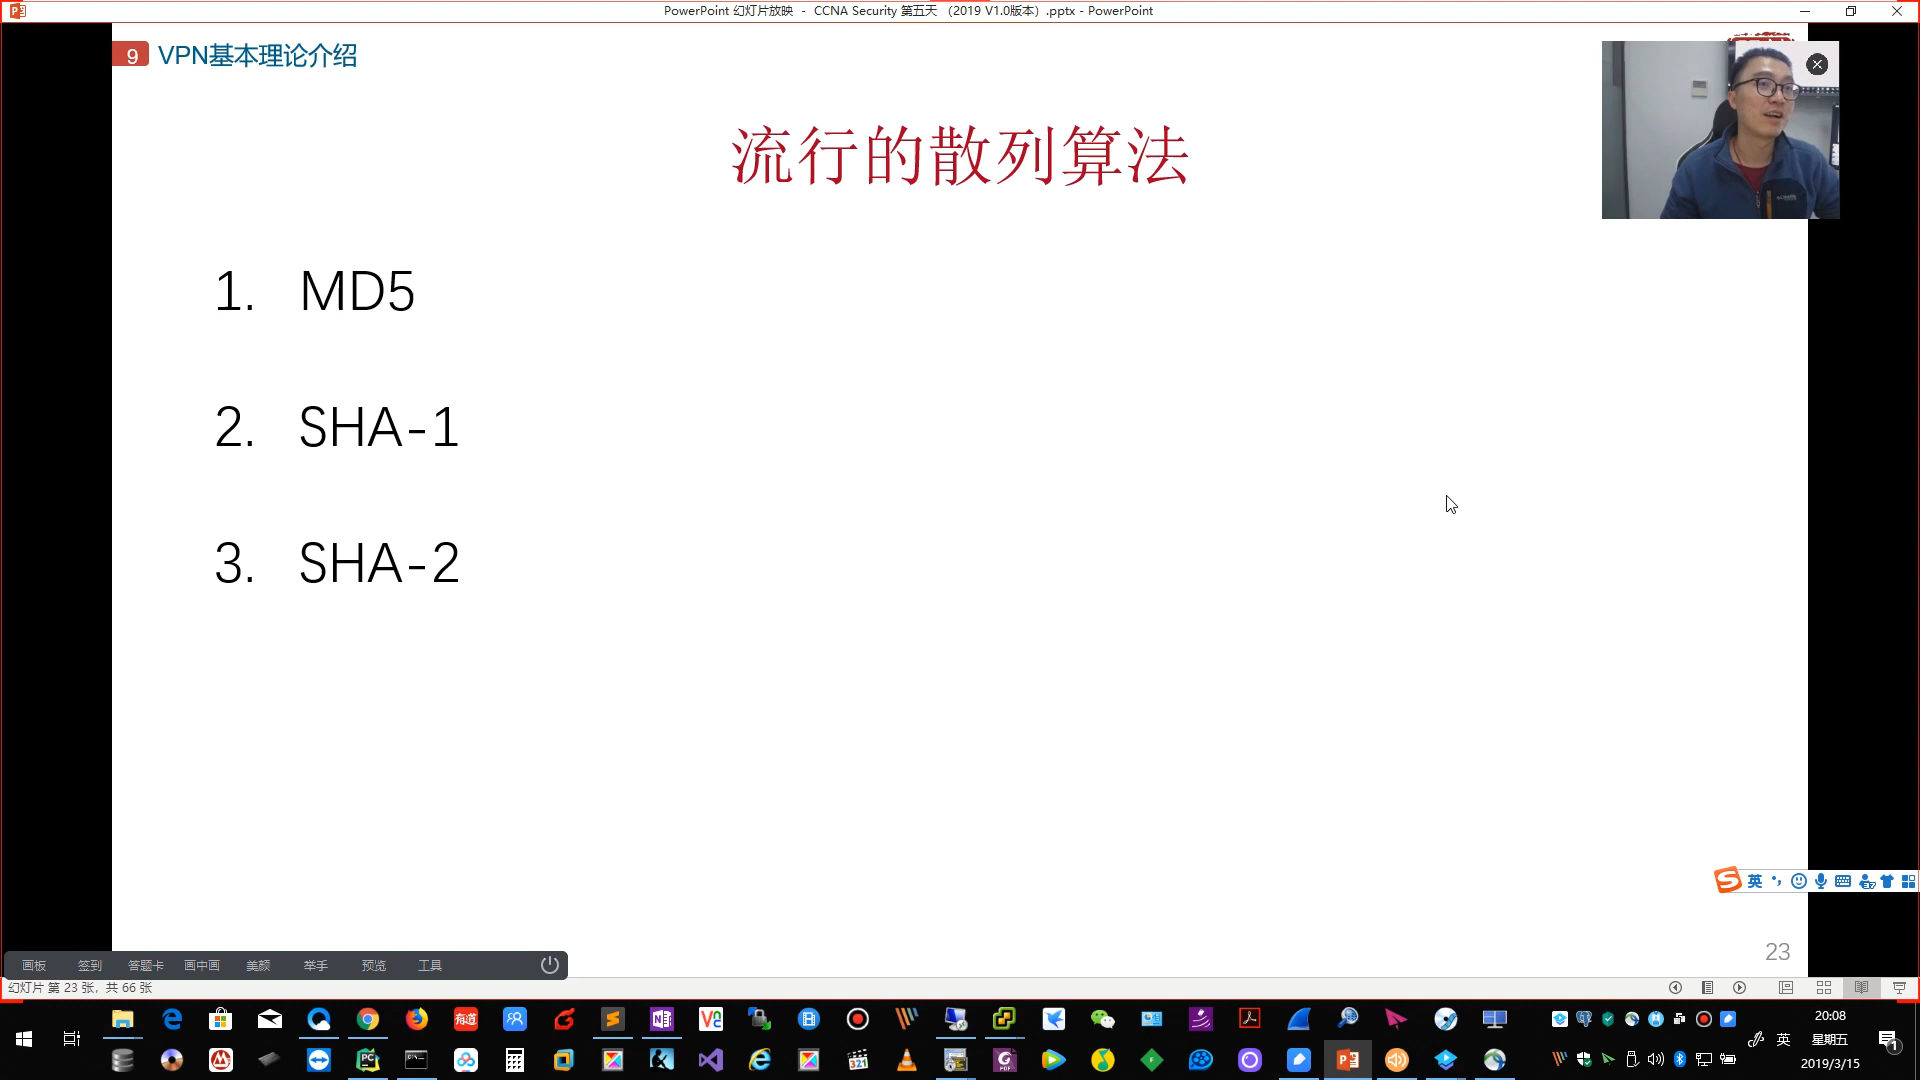 PowerPoint 幻灯片放映 - CCNA Security 第五天 （2019 V1.0版本）.pptx - PowerPoint
9 VPN基本理论介绍
流行的散列算法
1. MD5
2. SHA-1
3. SHA-2
英
23
画板 签到 答题卡 画中画 美颜 举手 预览 工具
幻灯片 第 23 张，共 66 张
20:08
英 星期五
2019/3/15